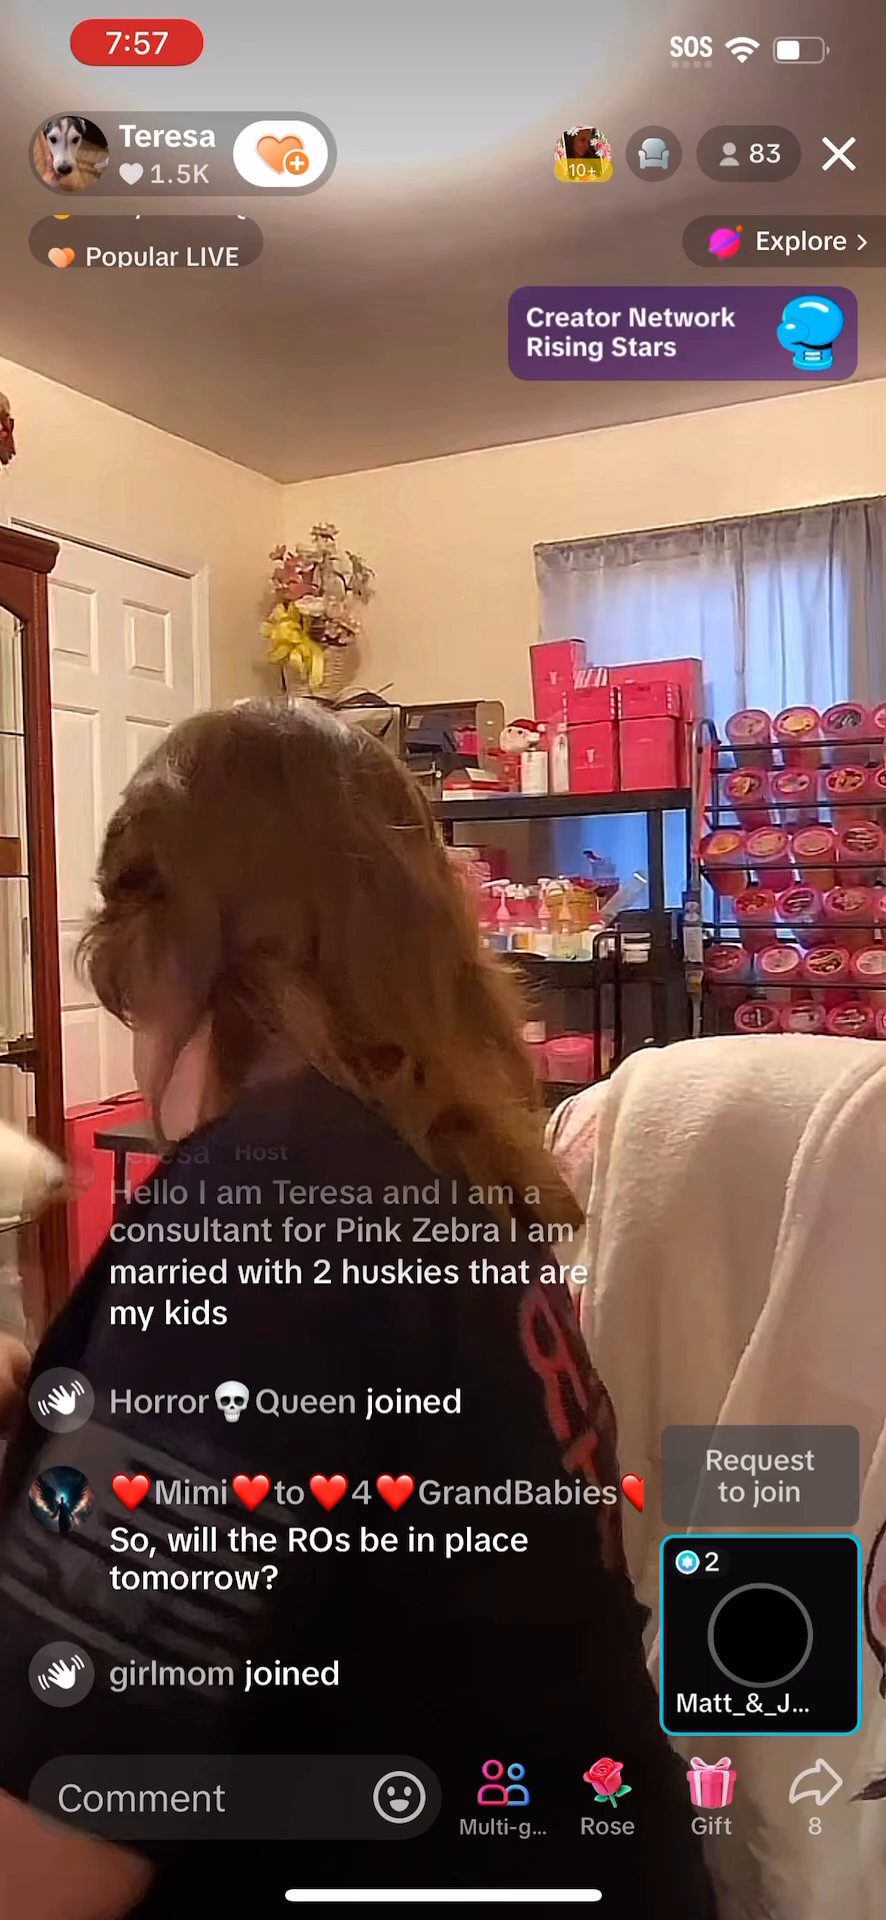 7:57
SOS
Teresa
1.5K
10+
83
Popular LIVE
Explore >
Creator Network
Rising Stars
Teresa Host
Hello I am Teresa and I am a
consultant for Pink Zebra I am
married with 2 huskies that are
my kids
Horror💀Queen joined
❤️Mimi❤️to❤️4❤️GrandBabies❤️
So, will the ROs be in place
tomorrow?
girlmom joined
Request
to join
2
Matt_&_J...
Comment
Multi-g...
Rose
Gift
8